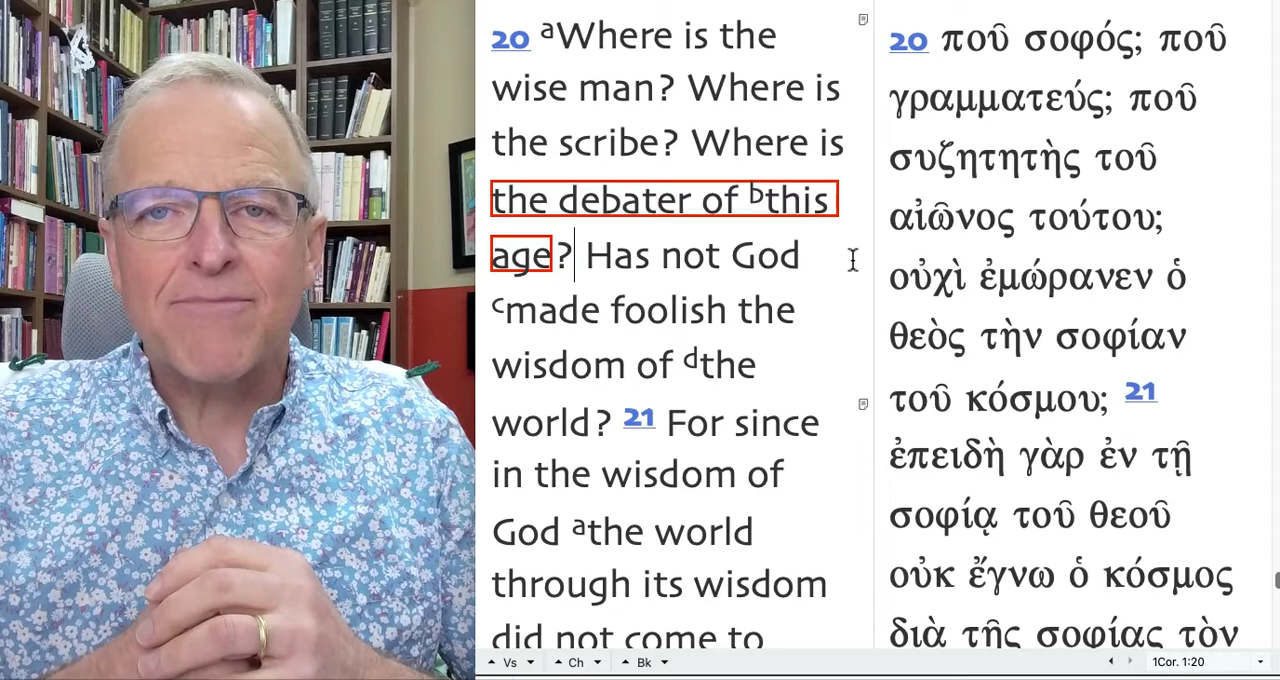 20 ᵃWhere is the
wise man? Where is
the scribe? Where is
the debater of ᵇthis
age? Has not God
ᶜmade foolish the
wisdom of ᵈthe
world? 21 For since
in the wisdom of
God ᵃthe world
through its wisdom
did not come to
20 ποῦ σοφός; ποῦ
γραμματεύς; ποῦ
συζητητὴς τοῦ
αἰῶνος τούτου;
οὐχὶ ἐμώρανεν ὁ
θεὸς τὴν σοφίαν
τοῦ κόσμου; 21
ἐπειδὴ γὰρ ἐν τῇ
σοφίᾳ τοῦ θεοῦ
οὐκ ἔγνω ὁ κόσμος
διὰ τῆς σοφίας τὸν
Vs Ch Bk
1Cor. 1:20